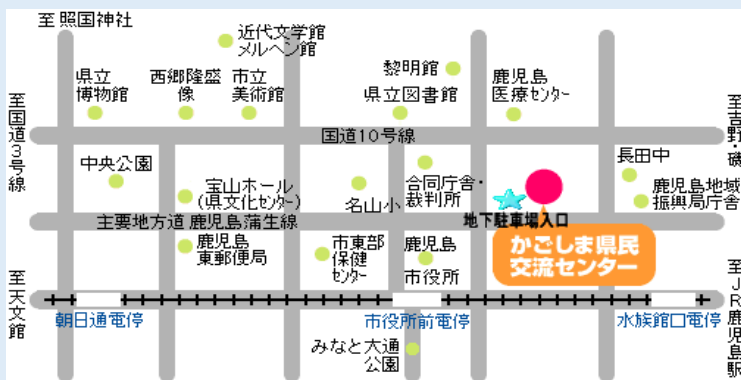 至 照国神社
近代文学館
メルヘン館
県立
博物館
西郷隆盛
像
市立
美術館
黎明館
県立図書館
鹿児島
医療センター
至国道3号線
国道10号線
至吉野・磯
中央公園
宝山ホール
(県文化センター)
名山小
合同庁舎・
裁判所
長田中
鹿児島地域
振興局庁舎
地下駐車場入口
主要地方道 鹿児島蒲生線
かごしま県民
交流センター
鹿児島
東郵便局
市東部
保健
センター
鹿児島
市役所
至天文館
至JR鹿児島駅
朝日通電停
市役所前電停
水族館口電停
みなと大通
公園